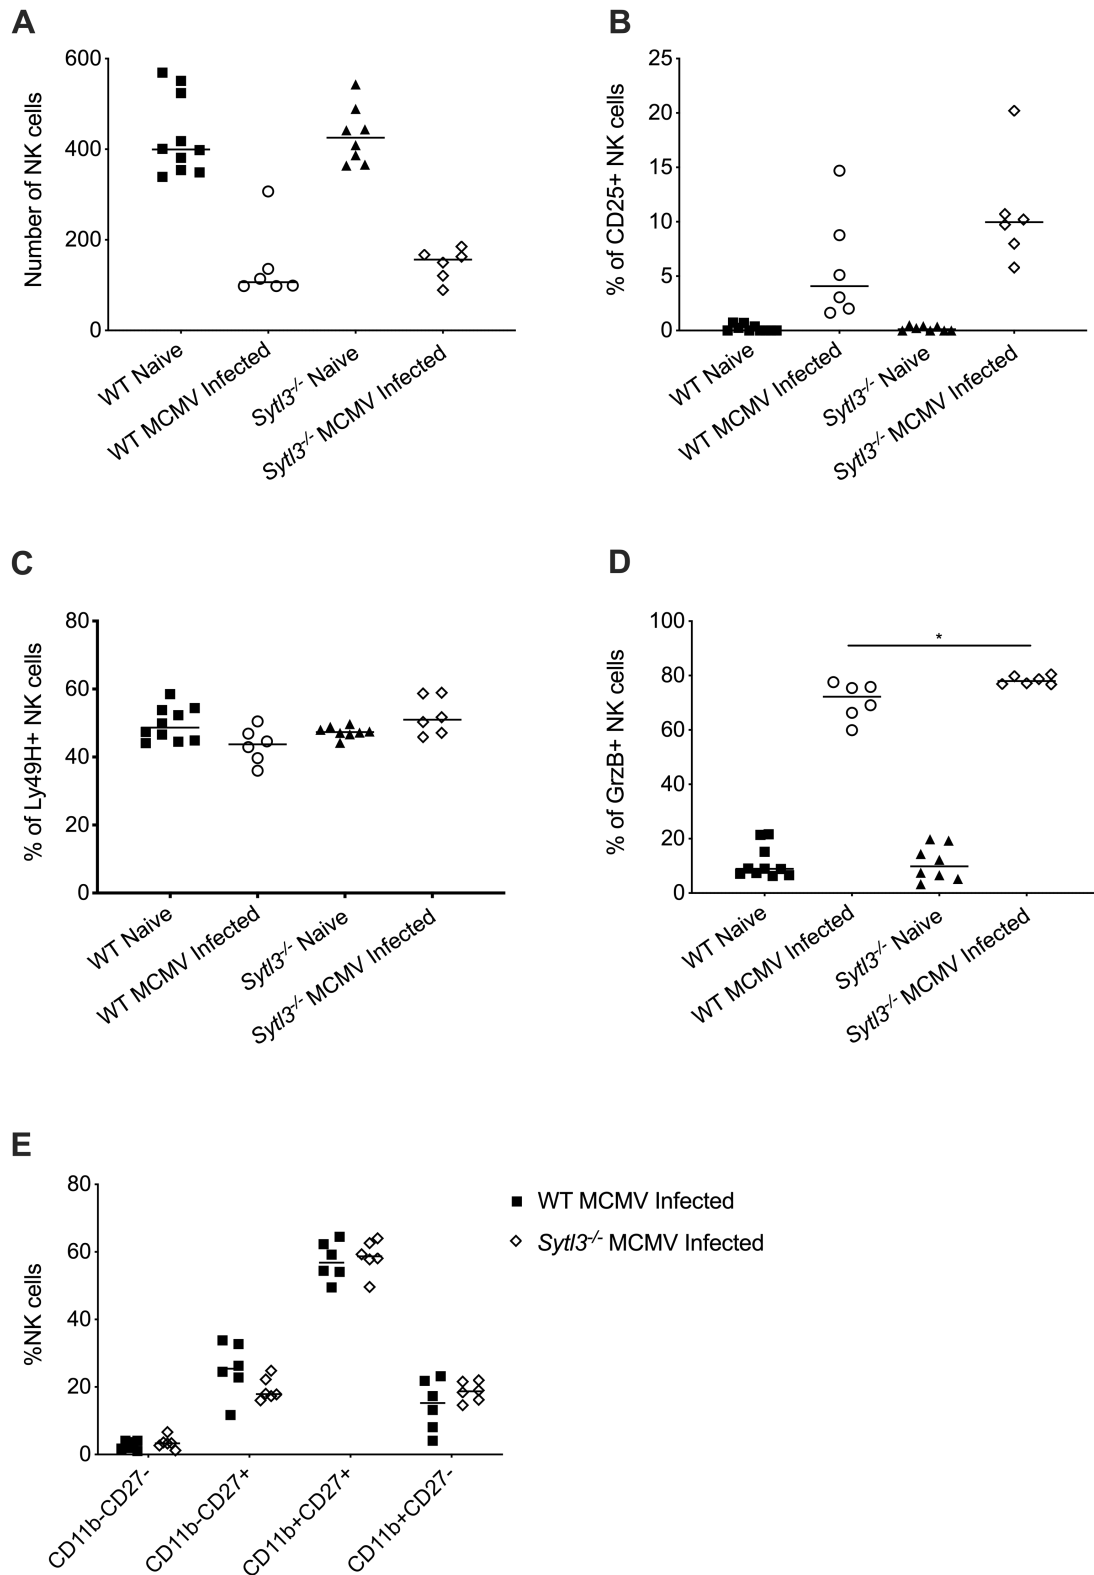 A
Number of NK cells
600
400
200
0
WT Naive
WT MCMV Infected
Sytl3-/- Naive
Sytl3-/- MCMV Infected
B
% of CD25+ NK cells
25
20
15
10
5
0
WT Naive
WT MCMV Infected
Sytl3-/- Naive
Sytl3-/- MCMV Infected
C
% of Ly49H+ NK cells
80
60
40
20
0
WT Naive
WT MCMV Infected
Sytl3-/- Naive
Sytl3-/- MCMV Infected
D
% of GrzB+ NK cells
100
80
60
40
20
0
*
WT Naive
WT MCMV Infected
Sytl3-/- Naive
Sytl3-/- MCMV Infected
E
%NK cells
80
60
40
20
0
CD11b-CD27-
CD11b-CD27+
CD11b+CD27+
CD11b+CD27-
WT MCMV Infected
Sytl3-/- MCMV Infected